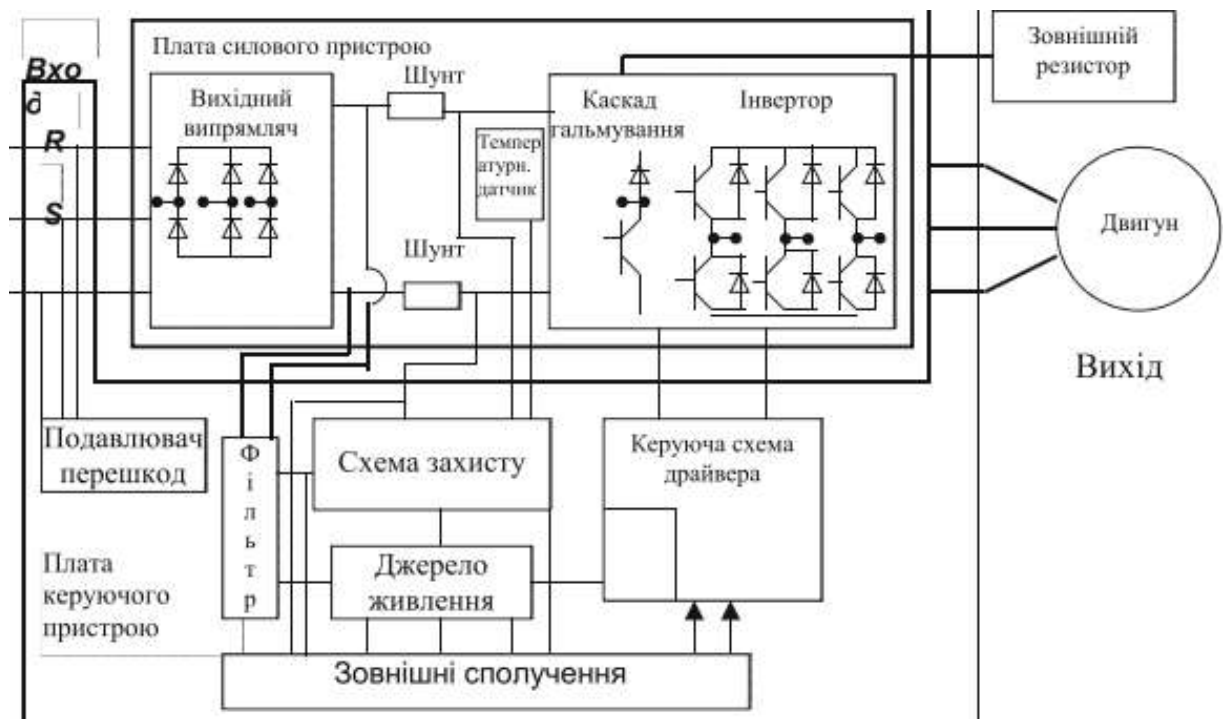 Плата силового пристрою
Зовнішній
резистор
Вхо
д
R
S
Вихідний
випрямляч
Шунт
Темпер
атурн.
датчик
Шунт
Каскад
гальмування
Інвертор
Двигун
Вихід
Подавлювач
перешкод
Фільтр
Схема захисту
Керуюча схема
драйвера
Джерело
живлення
Плата
керуючого
пристрою
Зовнішні сполучення